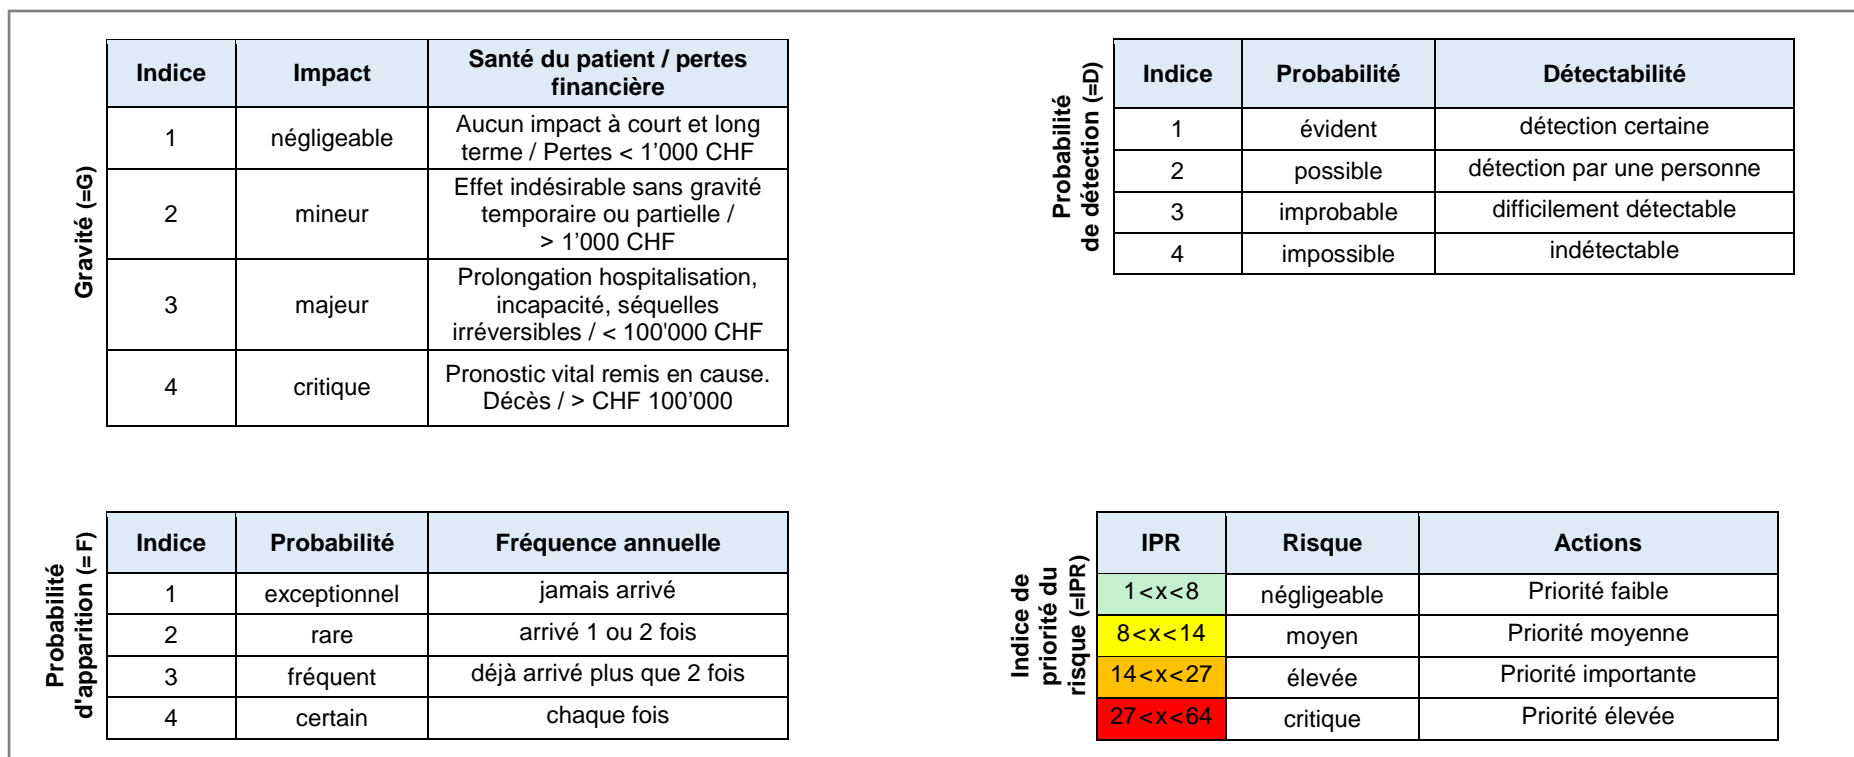 Gravité (=G)
Indice Impact Santé du patient / pertes
financière
1 négligeable Aucun impact à court et long
terme / Pertes < 1’000 CHF
2 mineur Effet indésirable sans gravité
temporaire ou partielle /
> 1’000 CHF
3 majeur Prolongation hospitalisation,
incapacité, séquelles
irréversibles / < 100'000 CHF
4 critique Pronostic vital remis en cause.
Décès / > CHF 100’000
Probabilité
de détection (=D)
Indice Probabilité Détectabilité
1 évident détection certaine
2 possible détection par une personne
3 improbable difficilement détectable
4 impossible indétectable
Probabilité
d'apparition (= F)
Indice Probabilité Fréquence annuelle
1 exceptionnel jamais arrivé
2 rare arrivé 1 ou 2 fois
3 fréquent déjà arrivé plus que 2 fois
4 certain chaque fois
Indice de
priorité du
risque (=IPR)
IPR Risque Actions
1<x<8 négligeable Priorité faible
8<x<14 moyen Priorité moyenne
14<x<27 élevée Priorité importante
27<x<64 critique Priorité élevée